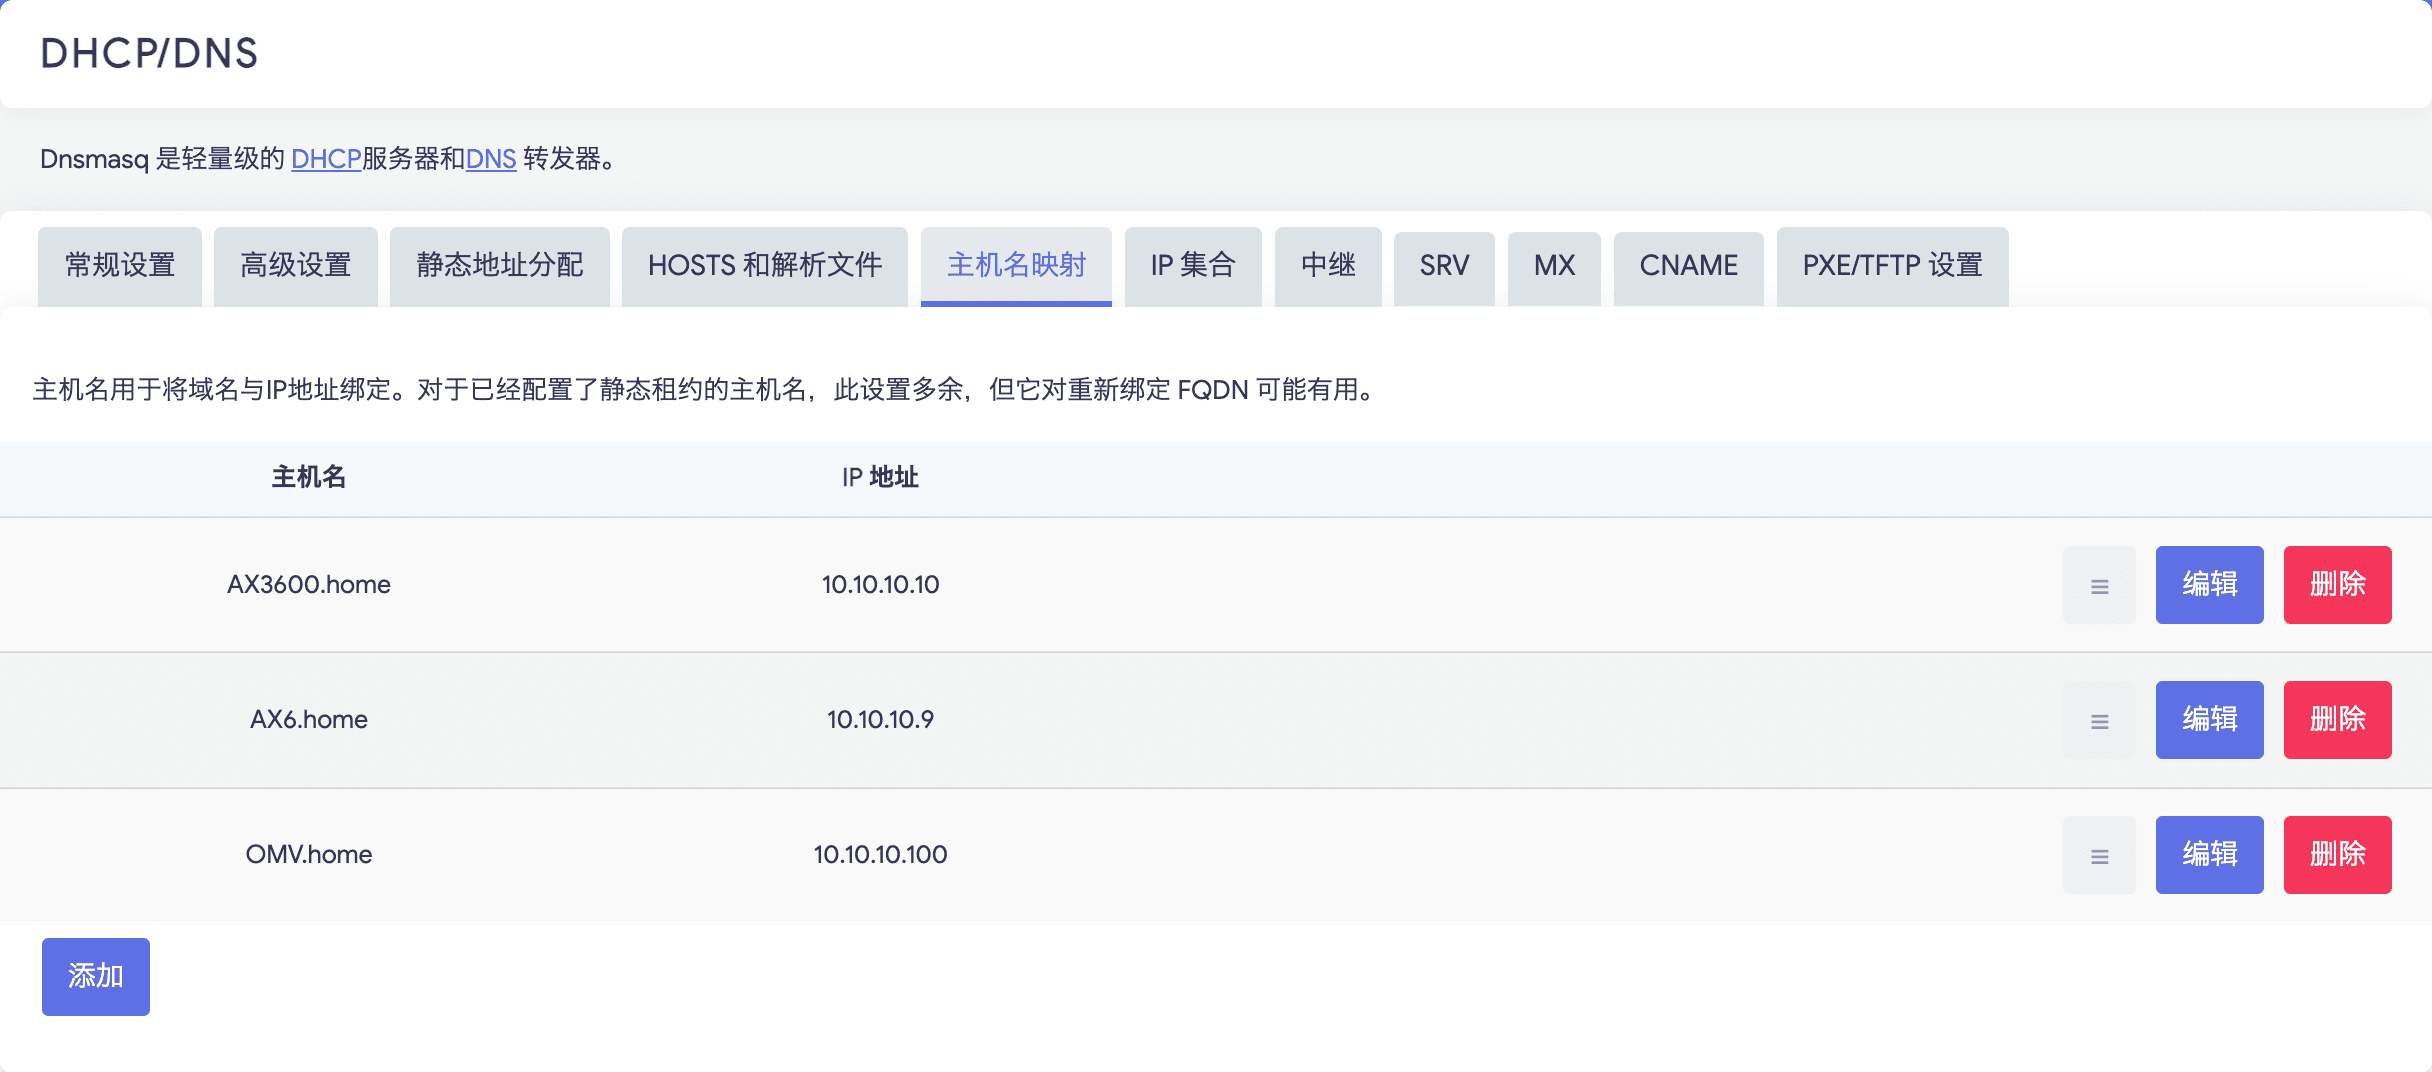 DHCP/DNS
Dnsmasq 是轻量级的 DHCP服务器和DNS 转发器。
常规设置 高级设置 静态地址分配 HOSTS 和解析文件 主机名映射 IP 集合 中继 SRV MX CNAME PXE/TFTP 设置
主机名用于将域名与IP地址绑定。对于已经配置了静态租约的主机名，此设置多余，但它对重新绑定 FQDN 可能有用。
主机名 IP 地址
AX3600.home 10.10.10.10 编辑 删除
AX6.home 10.10.10.9 编辑 删除
OMV.home 10.10.10.100 编辑 删除
添加